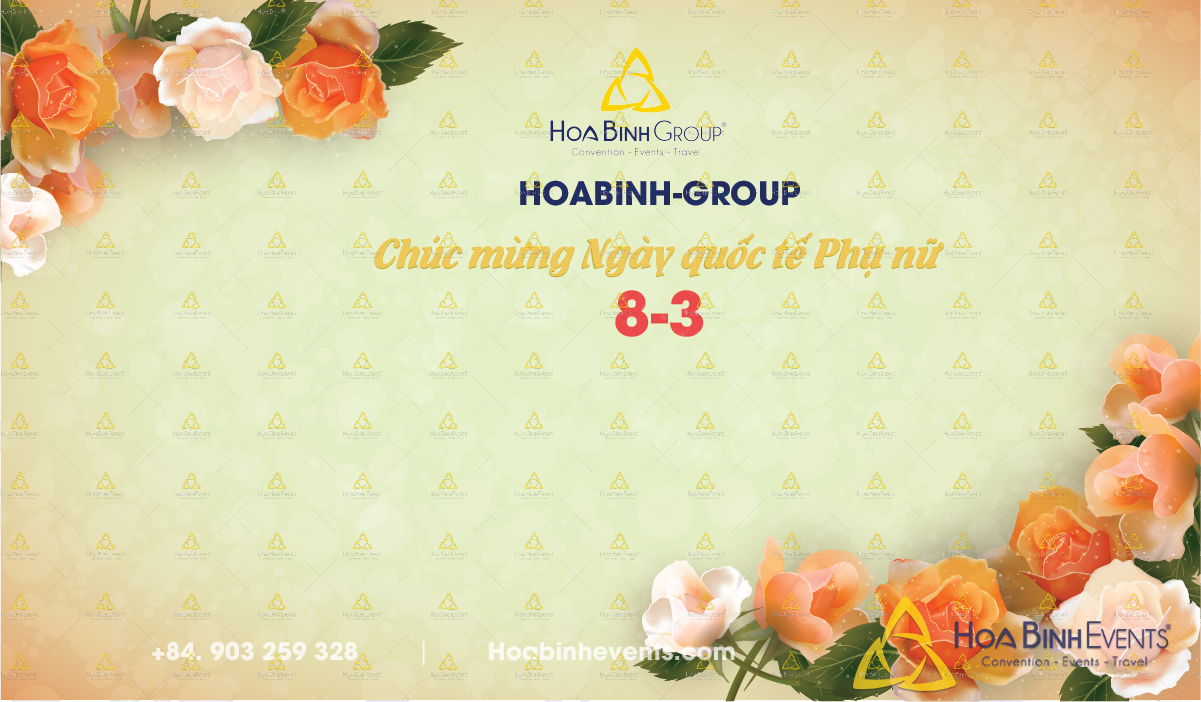 HOA BINH GROUP®
Convention - Events - Travel
HOABINH-GROUP
Chúc mừng Ngày quốc tế Phụ nữ
8-3
+84. 903 259 328 | Hoabinhevents.com
HOA BINH EVENTS®
Convention - Events - Travel